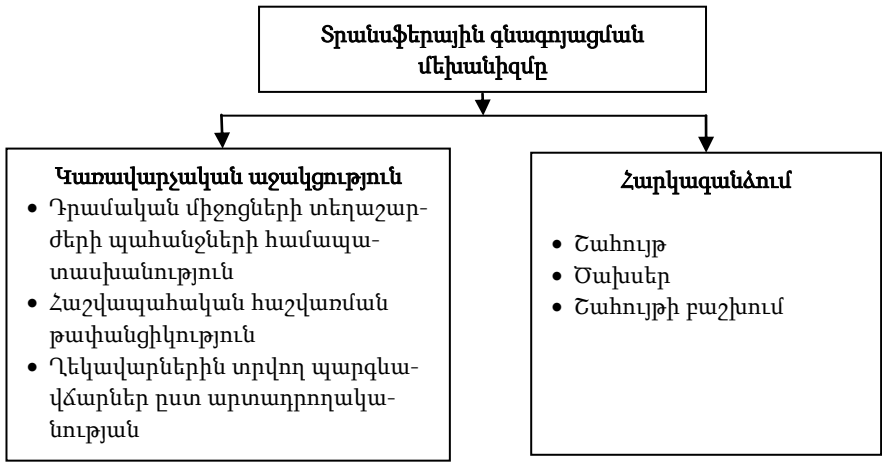 Տրանսֆերային գնագոյացման
մեխանիզմը
Կառավարչական աջակցություն
• Դրամական միջոցների տեղաշար-
ժերի պահանջների համապա-
տասխանություն
• Հաշվապահական հաշվառման
թափանցիկություն
• Ղեկավարներին տրվող պարգևա-
վճարներ ըստ արտադրողակա-
նության
Հարկագանձում
• Շահույթ
• Ծախսեր
• Շահույթի բաշխում